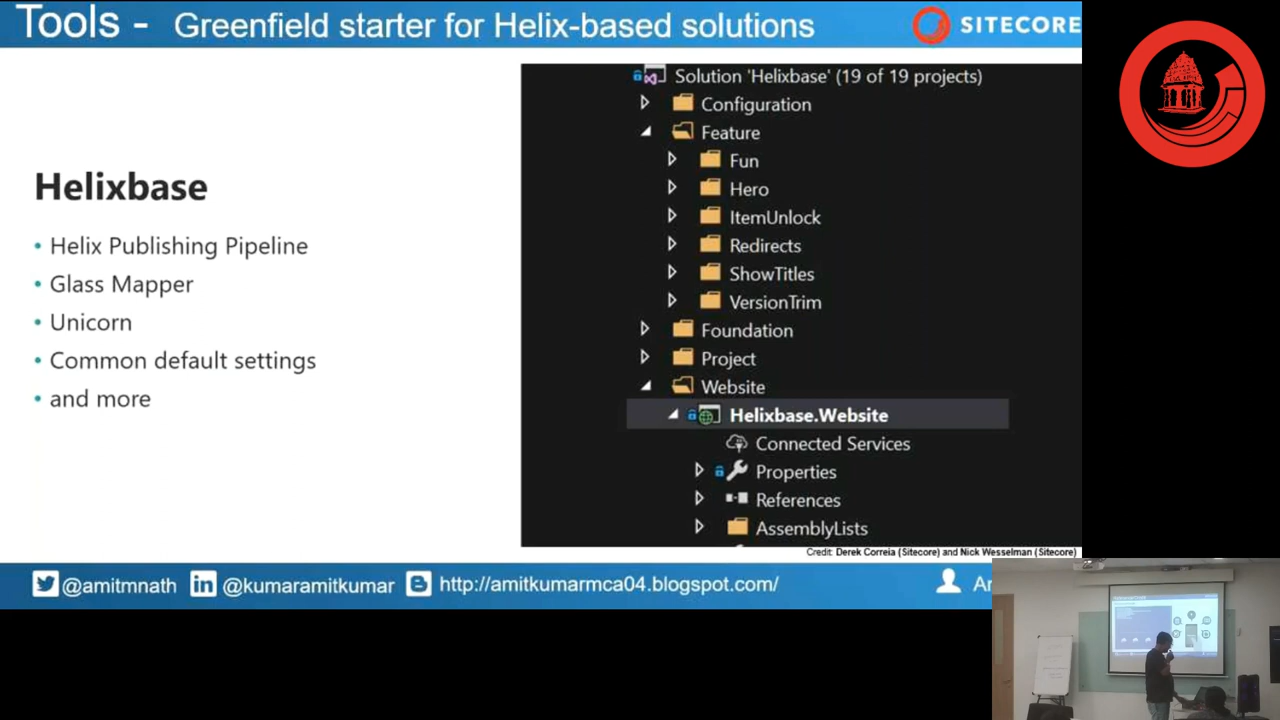 Tools - Greenfield starter for Helix-based solutions
SITECORE
Helixbase
• Helix Publishing Pipeline
• Glass Mapper
• Unicorn
• Common default settings
• and more
Solution 'Helixbase' (19 of 19 projects)
Configuration
Feature
Fun
Hero
ItemUnlock
Redirects
ShowTitles
VersionTrim
Foundation
Project
Website
Helixbase.Website
Connected Services
Properties
References
AssemblyLists
Credit: Derek Correia (Sitecore) and Nick Wesselman (Sitecore)
@amitmnath @kumaramitkumar http://amitkumarmca04.blogspot.com/